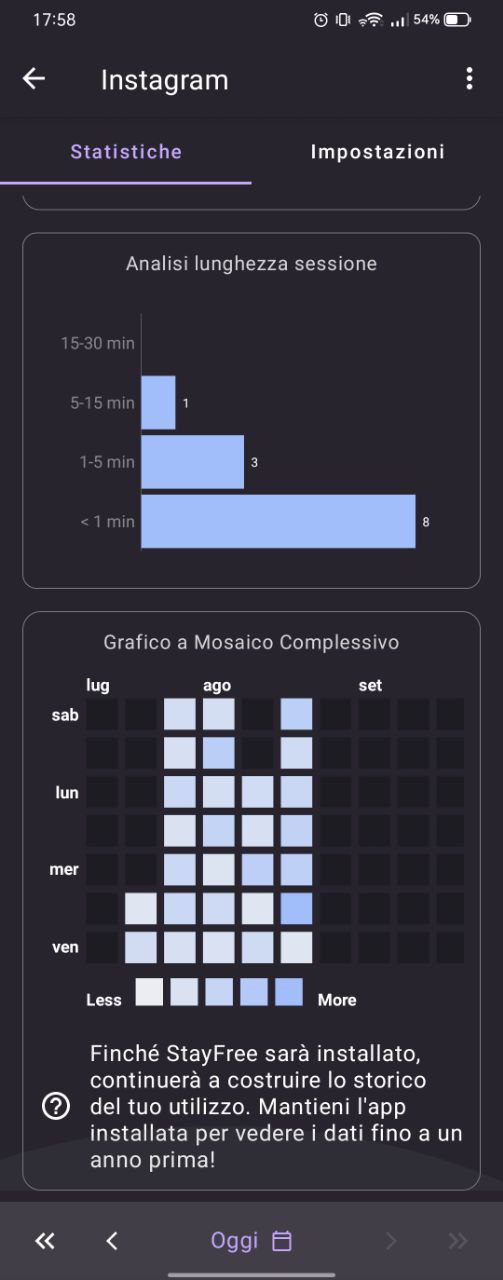 17:58
54%
Instagram
Statistiche
Impostazioni
Analisi lunghezza sessione
15-30 min
5-15 min
1
1-5 min
3
< 1 min
8
Grafico a Mosaico Complessivo
lug ago set
sab
lun
mer
ven
Less
More
Finché StayFree sarà installato,
continuerà a costruire lo storico
del tuo utilizzo. Mantieni l'app
installata per vedere i dati fino a un
anno prima!
Oggi